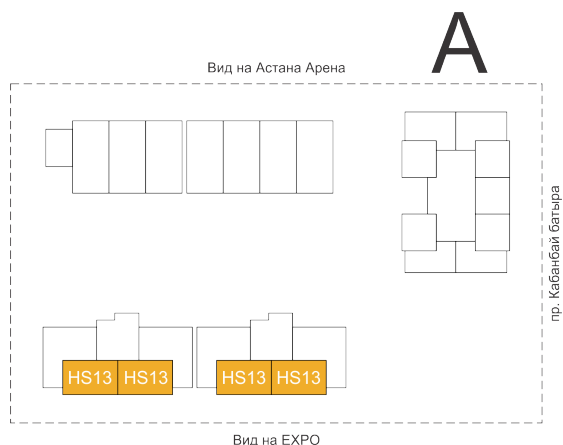 A
Вид на Астана Арена
пр. Кабанбай батыра
HS13 HS13 HS13 HS13
Вид на EXPO